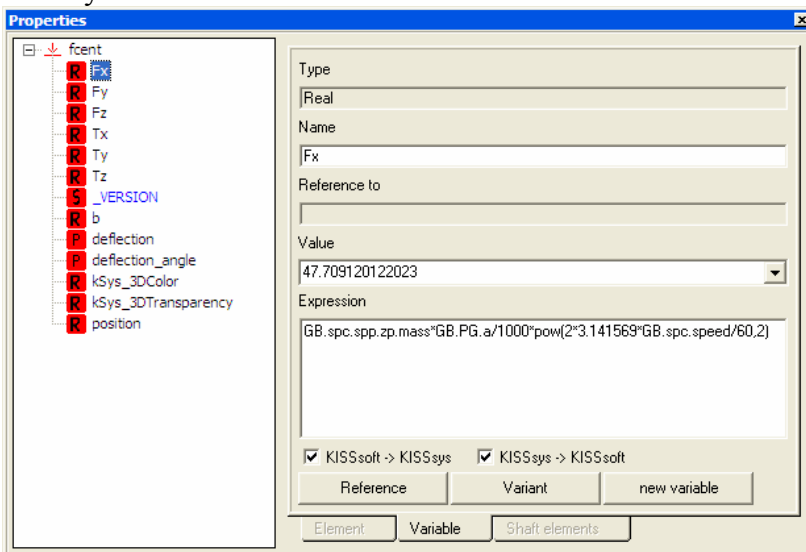 Properties
fcent
R Fx
R Fy
R Fz
R Tx
R Ty
R Tz
S _VERSION
R b
P deflection
P deflection_angle
R kSys_3DColor
R kSys_3DTransparency
R position
Type
Real
Name
Fx
Reference to
Value
47.709120122023
Expression
GB.spc.spp.zp.mass*GB.PG.a/1000*pow(2*3.141569*GB.spc.speed/60,2)
KISSsoft -> KISSsys KISSsys -> KISSsoft
Reference Variant new variable
Element Variable Shaft elements